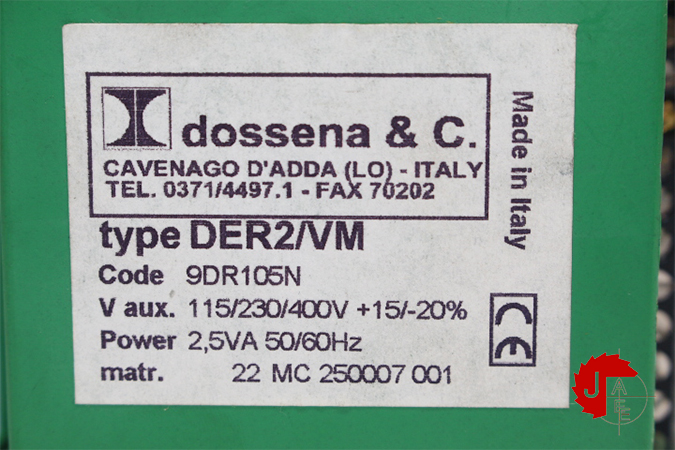 dossena & C.
CAVENAGO D'ADDA (LO) - ITALY
TEL. 0371/4497.1 - FAX 70202
type DER2/VM
Code 9DR105N
V aux. 115/230/400V +15/-20%
Power 2,5VA 50/60Hz
matr. 22 MC 250007 001
Made in Italy
CE